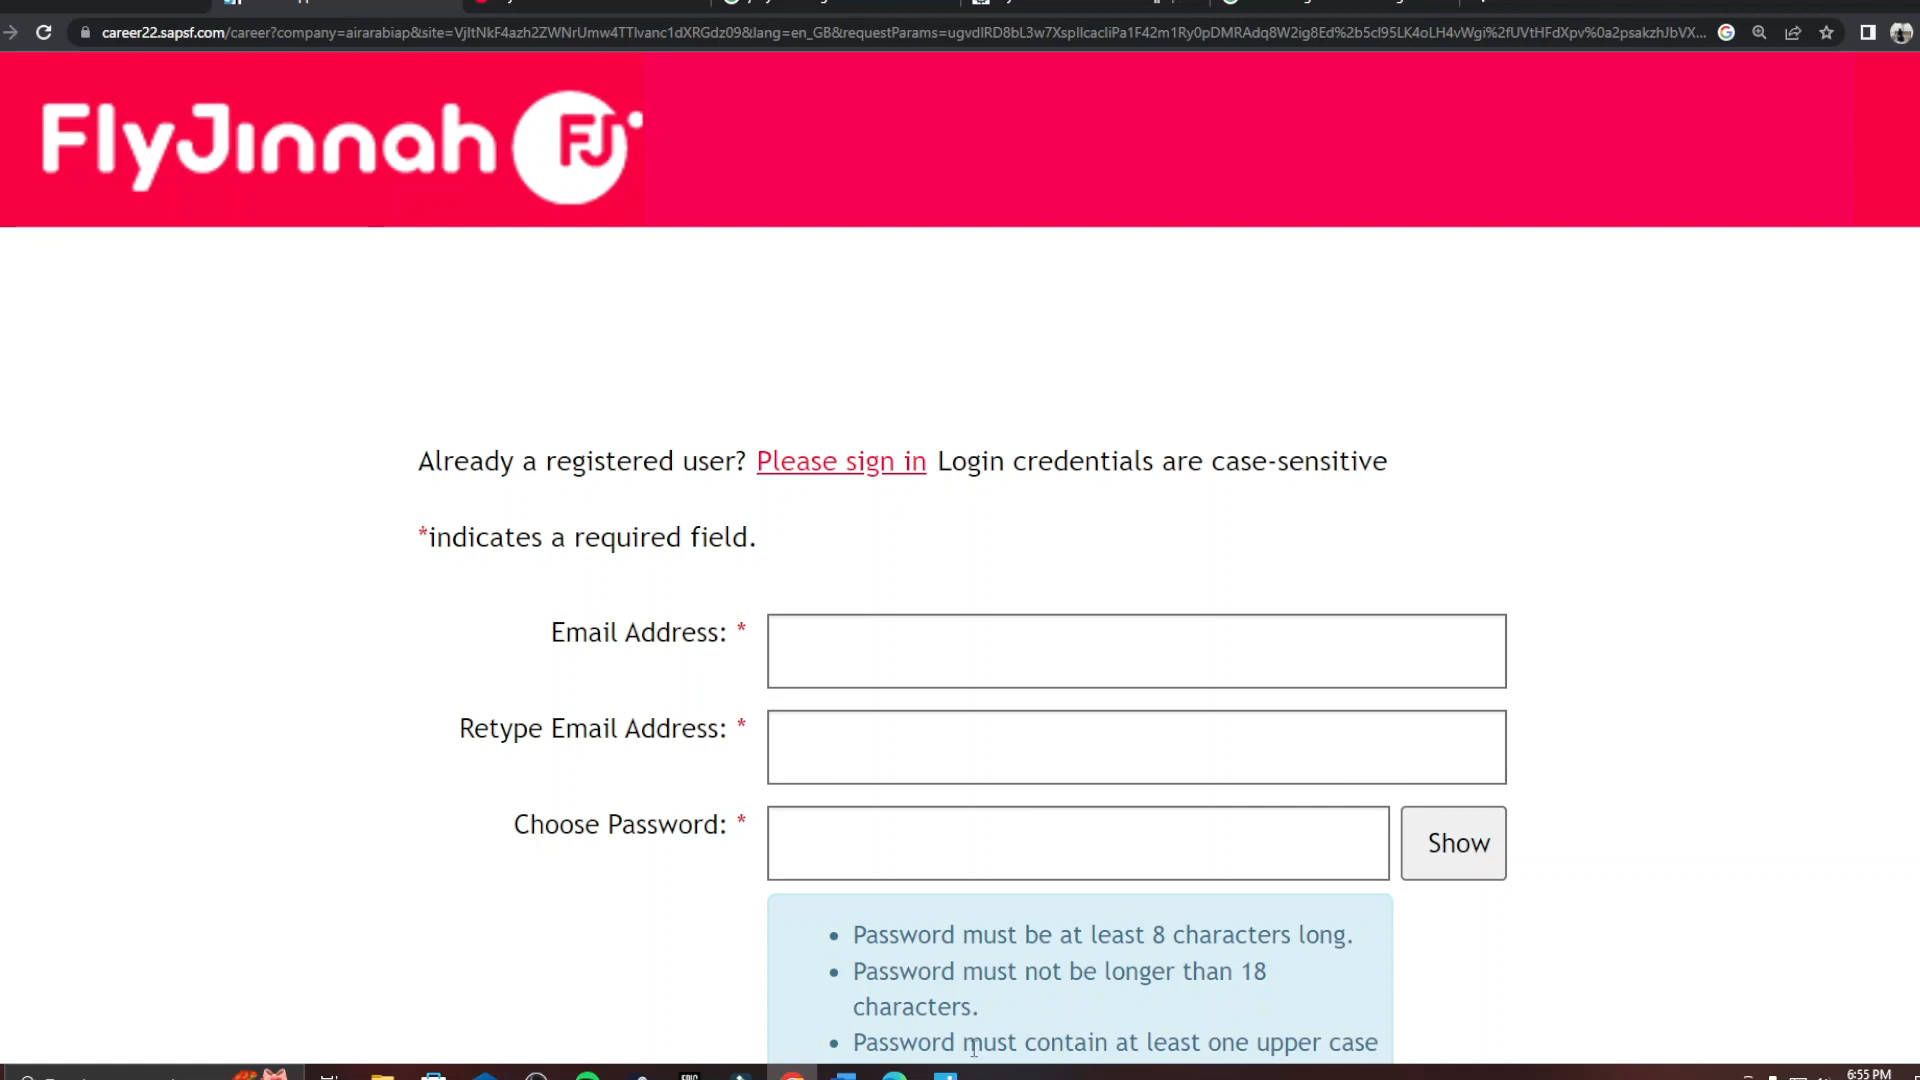 career22.sapsf.com/career?company=airarabiap&site=VjltNkF4azh2ZWNrUmw4TTlvanc1dXRGdz09&lang=en_GB&requestParams=ugvdIRD8bL3w7XspIlcacliPa1F42m1Ry0pDMRAdq8W2ig8Ed%2b5cI95LK4oLH4vWgi%2fUVtHFdXpv%0a2psakzhJbVX...
FlyJinnah FJ
Already a registered user? Please sign in Login credentials are case-sensitive
*indicates a required field.
Email Address: *
Retype Email Address: *
Choose Password: *
Show
• Password must be at least 8 characters long.
• Password must not be longer than 18
characters.
• Password must contain at least one upper case
6:55 PM